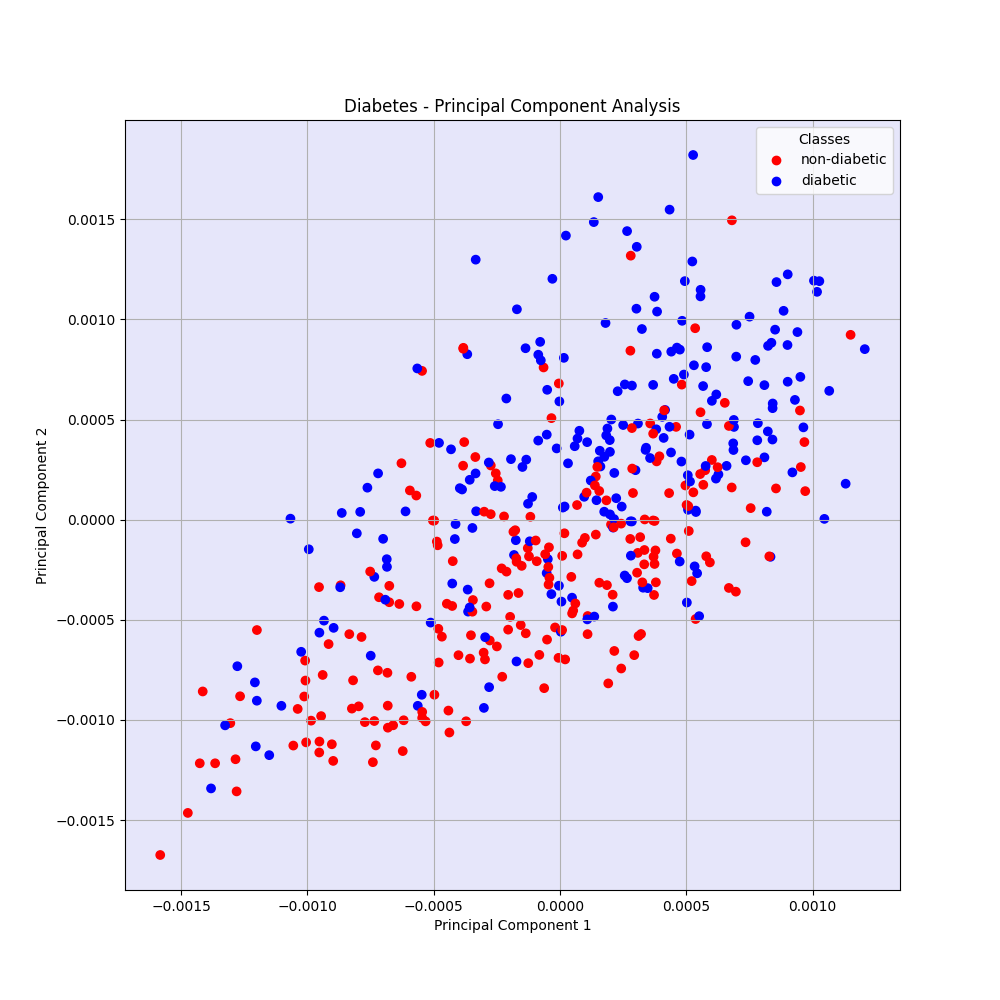 Diabetes - Principal Component Analysis
Classes
non-diabetic
diabetic
0.0015
0.0010
0.0005
0.0000
−0.0005
−0.0010
−0.0015
Principal Component 2
−0.0015 −0.0010 −0.0005 0.0000 0.0005 0.0010
Principal Component 1